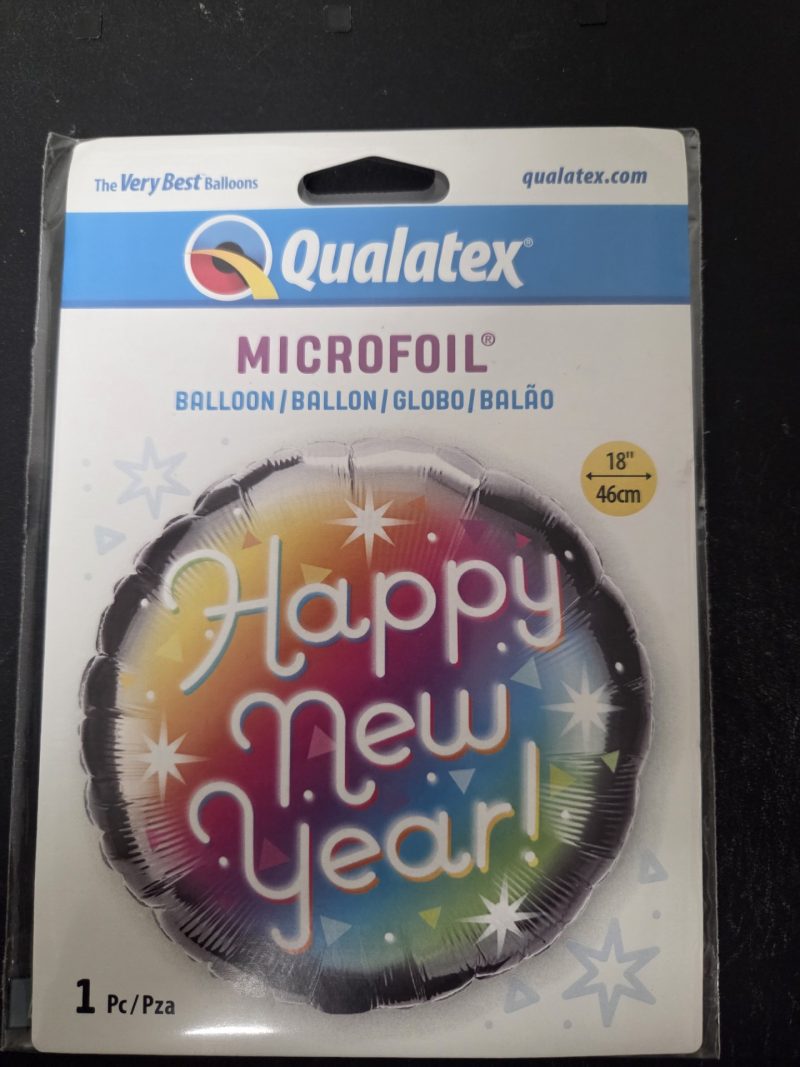 The Very Best™ Balloons
qualatex.com
Qualatex®
MICROFOIL®
BALLOON/BALLON/GLOBO/BALÃO
18"
46cm
Happy
New
Year!
1 Pc/Pza